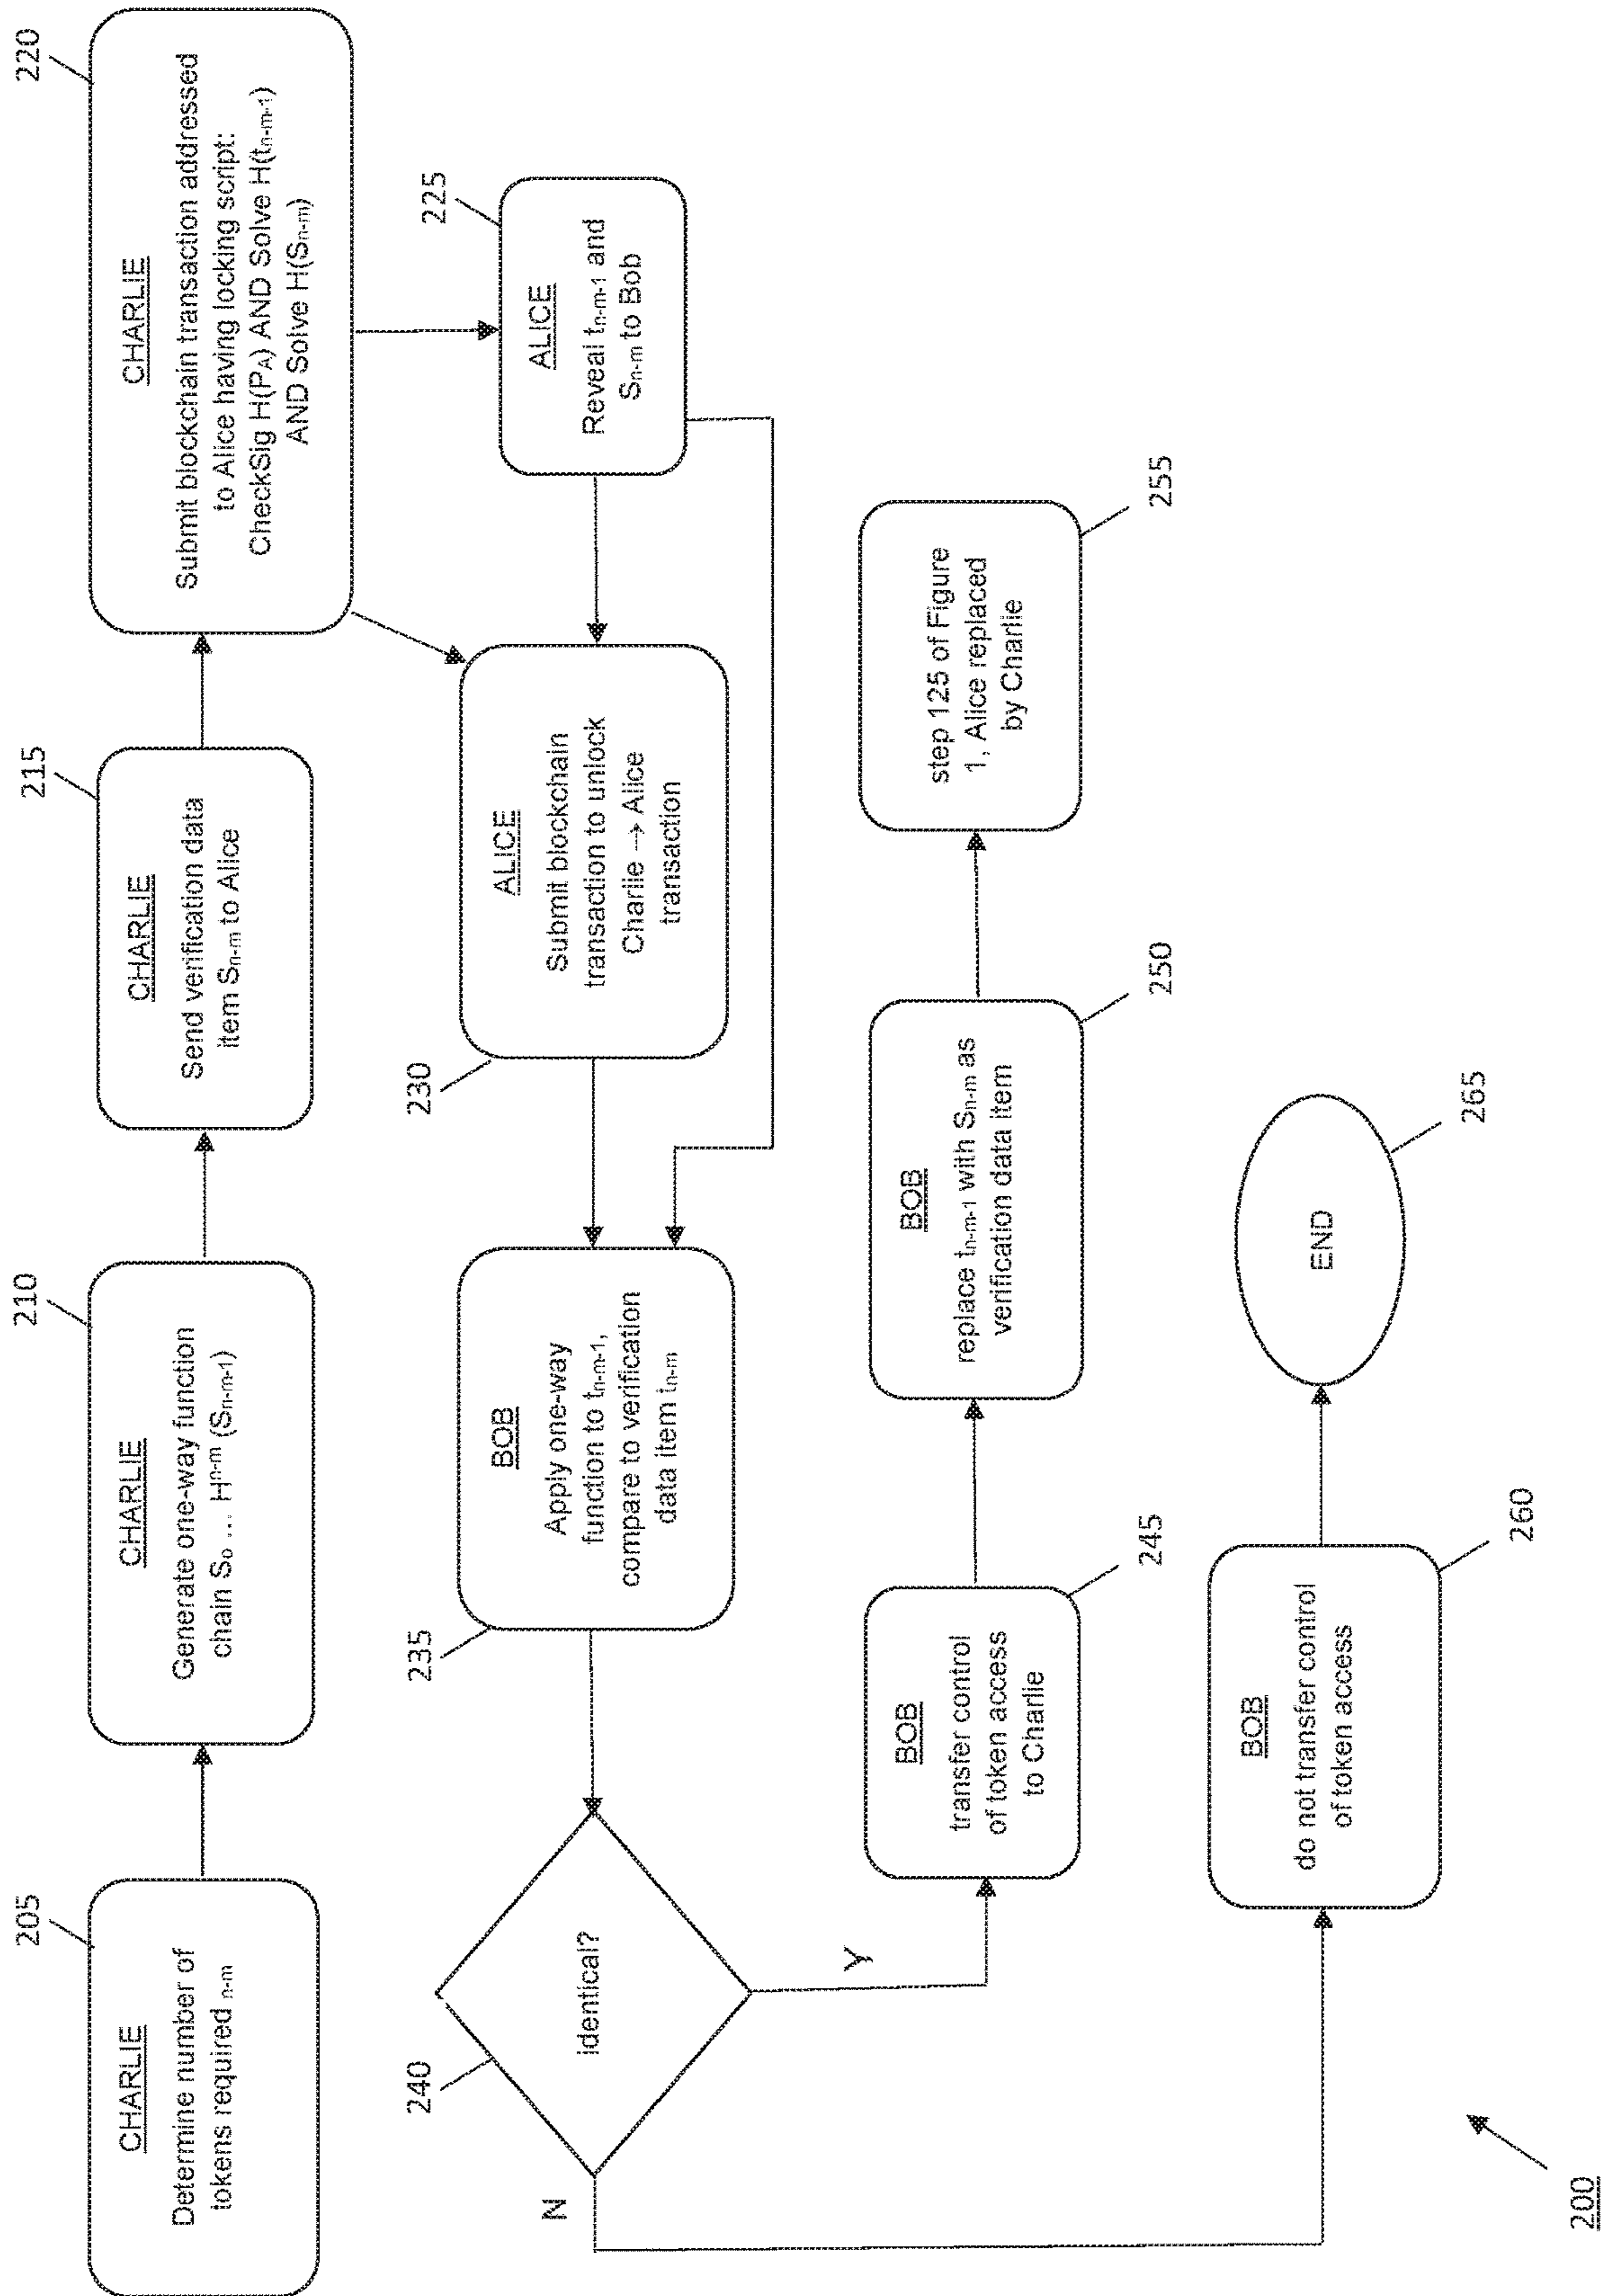 205
CHARLIE
Determine number of
tokens required n-m
210
CHARLIE
Generate one-way function
chain S₀ ... Hⁿ⁻ᵐ (Sn-m-1)
215
CHARLIE
Send verification data
item Sn-m to Alice
220
CHARLIE
Submit blockchain transaction addressed
to Alice having locking script:
CheckSig H(PA) AND Solve H(tn-m-1)
AND Solve H(Sn-m)
225
ALICE
Reveal tn-m-1 and
Sn-m to Bob
230
ALICE
Submit blockchain
transaction to unlock
Charlie → Alice
transaction
235
BOB
Apply one-way
function to tn-m-1,
compare to verification
data item tn-m
240
identical?
Y
N
245
BOB
transfer control
of token access
to Charlie
250
BOB
replace tn-m-1 with Sn-m as
verification data item
255
step 125 of Figure
1, Alice replaced
by Charlie
260
BOB
do not transfer control
of token access
265
END
200